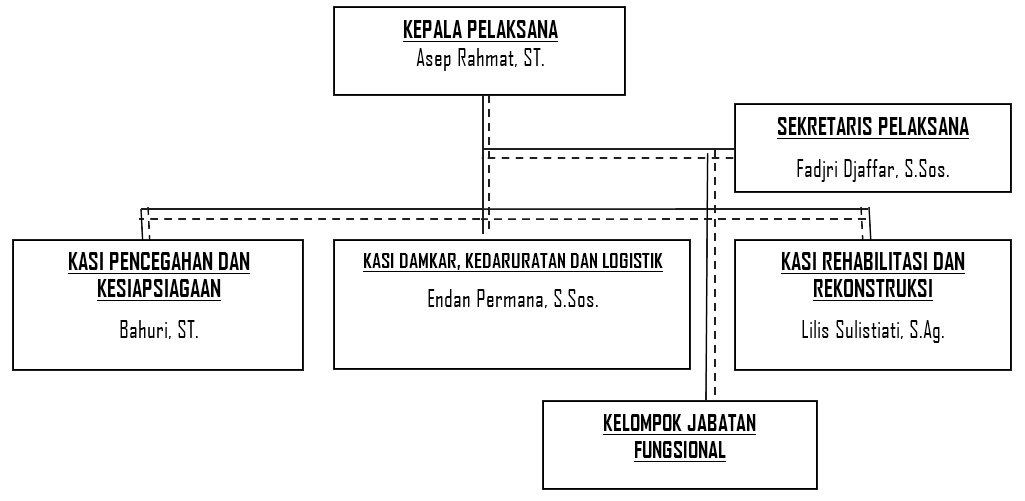 KEPALA PELAKSANA
Asep Rahmat, ST.
SEKRETARIS PELAKSANA
Fadjri Djaffar, S.Sos.
KASI PENCEGAHAN DAN
KESIAPSIAGAAN
Bahuri, ST.
KASI DAMKAR, KEDARURATAN DAN LOGISTIK
Endan Permana, S.Sos.
KASI REHABILITASI DAN
REKONSTRUKSI
Lilis Sulistiati, S.Ag.
KELOMPOK JABATAN
FUNGSIONAL